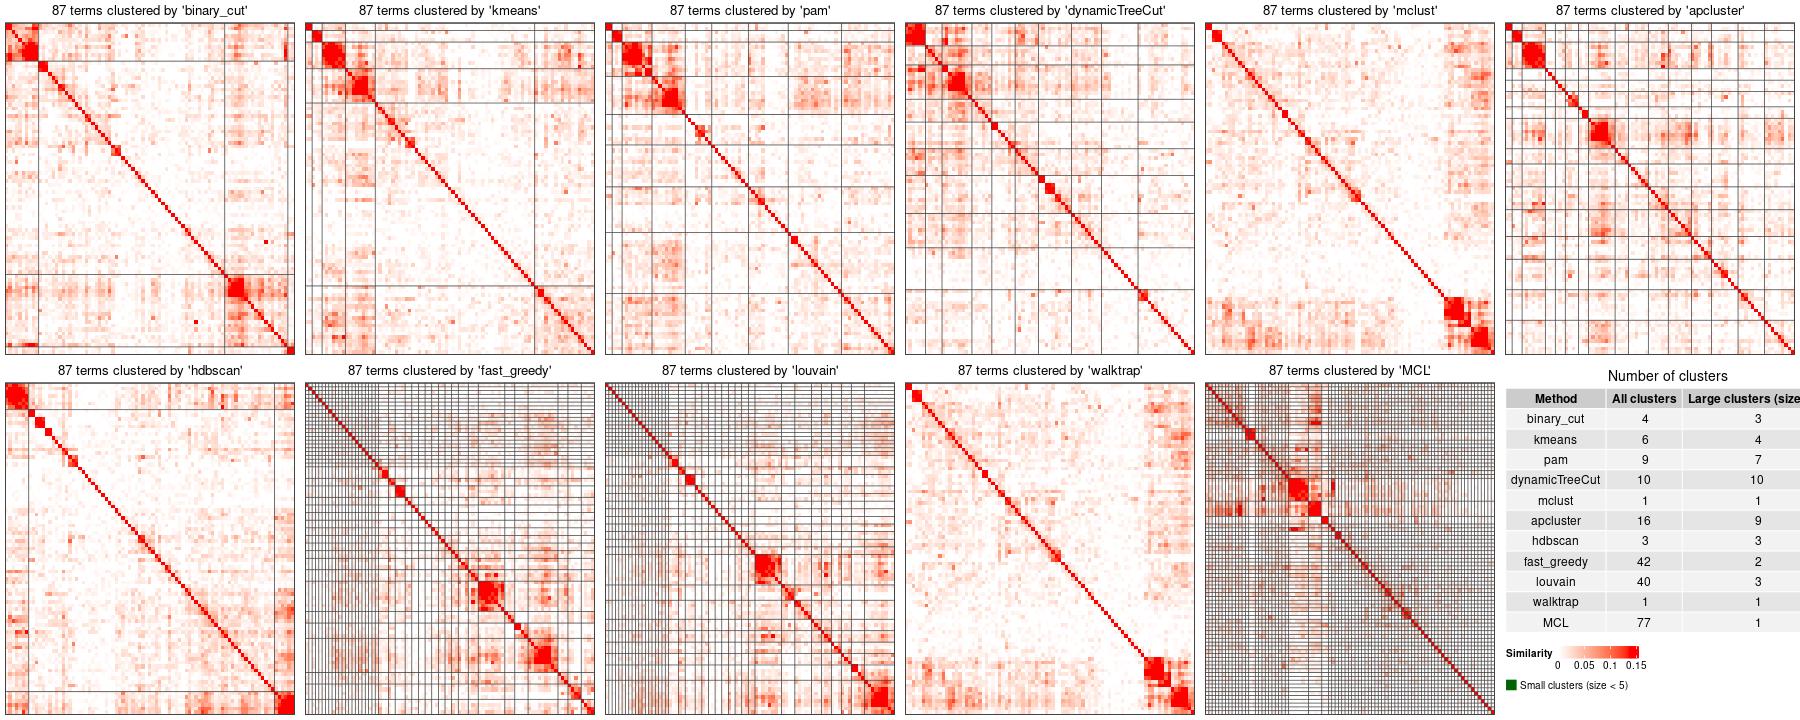 87 terms clustered by 'binary_cut'
87 terms clustered by 'kmeans'
87 terms clustered by 'pam'
87 terms clustered by 'dynamicTreeCut'
87 terms clustered by 'mclust'
87 terms clustered by 'apcluster'
87 terms clustered by 'hdbscan'
87 terms clustered by 'fast_greedy'
87 terms clustered by 'louvain'
87 terms clustered by 'walktrap'
87 terms clustered by 'MCL'
Number of clusters
Method All clusters Large clusters (size
binary_cut 4 3
kmeans 6 4
pam 9 7
dynamicTreeCut 10 10
mclust 1 1
apcluster 16 9
hdbscan 3 3
fast_greedy 42 2
louvain 40 3
walktrap 1 1
MCL 77 1
Similarity
0 0.05 0.1 0.15
Small clusters (size < 5)